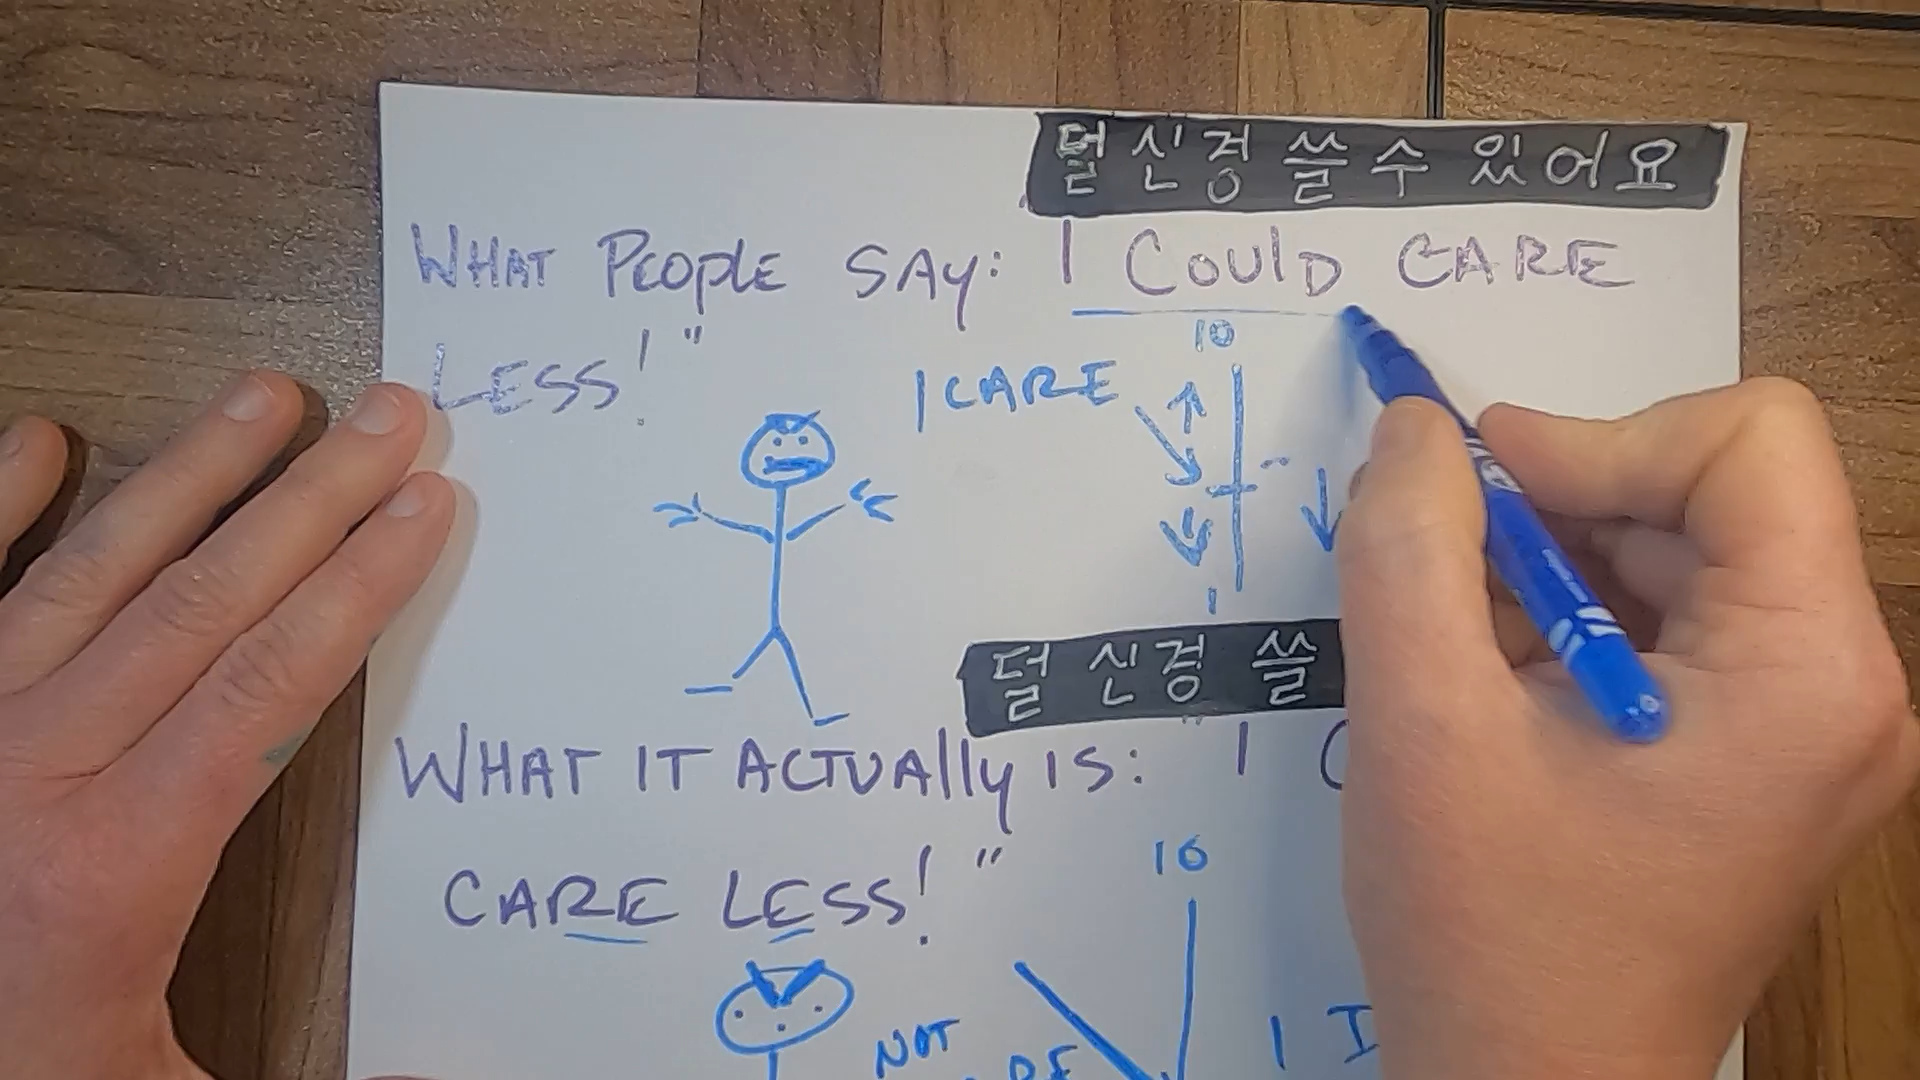 덜 신경 쓸 수 있어요
WHAT PEOPLE SAY: I COULD CARE
LESS!"
10
I CARE
1
덜 신경 쓸
WHAT IT ACTUALLY IS: "I C
CARE LESS!"
10
NOT
I I